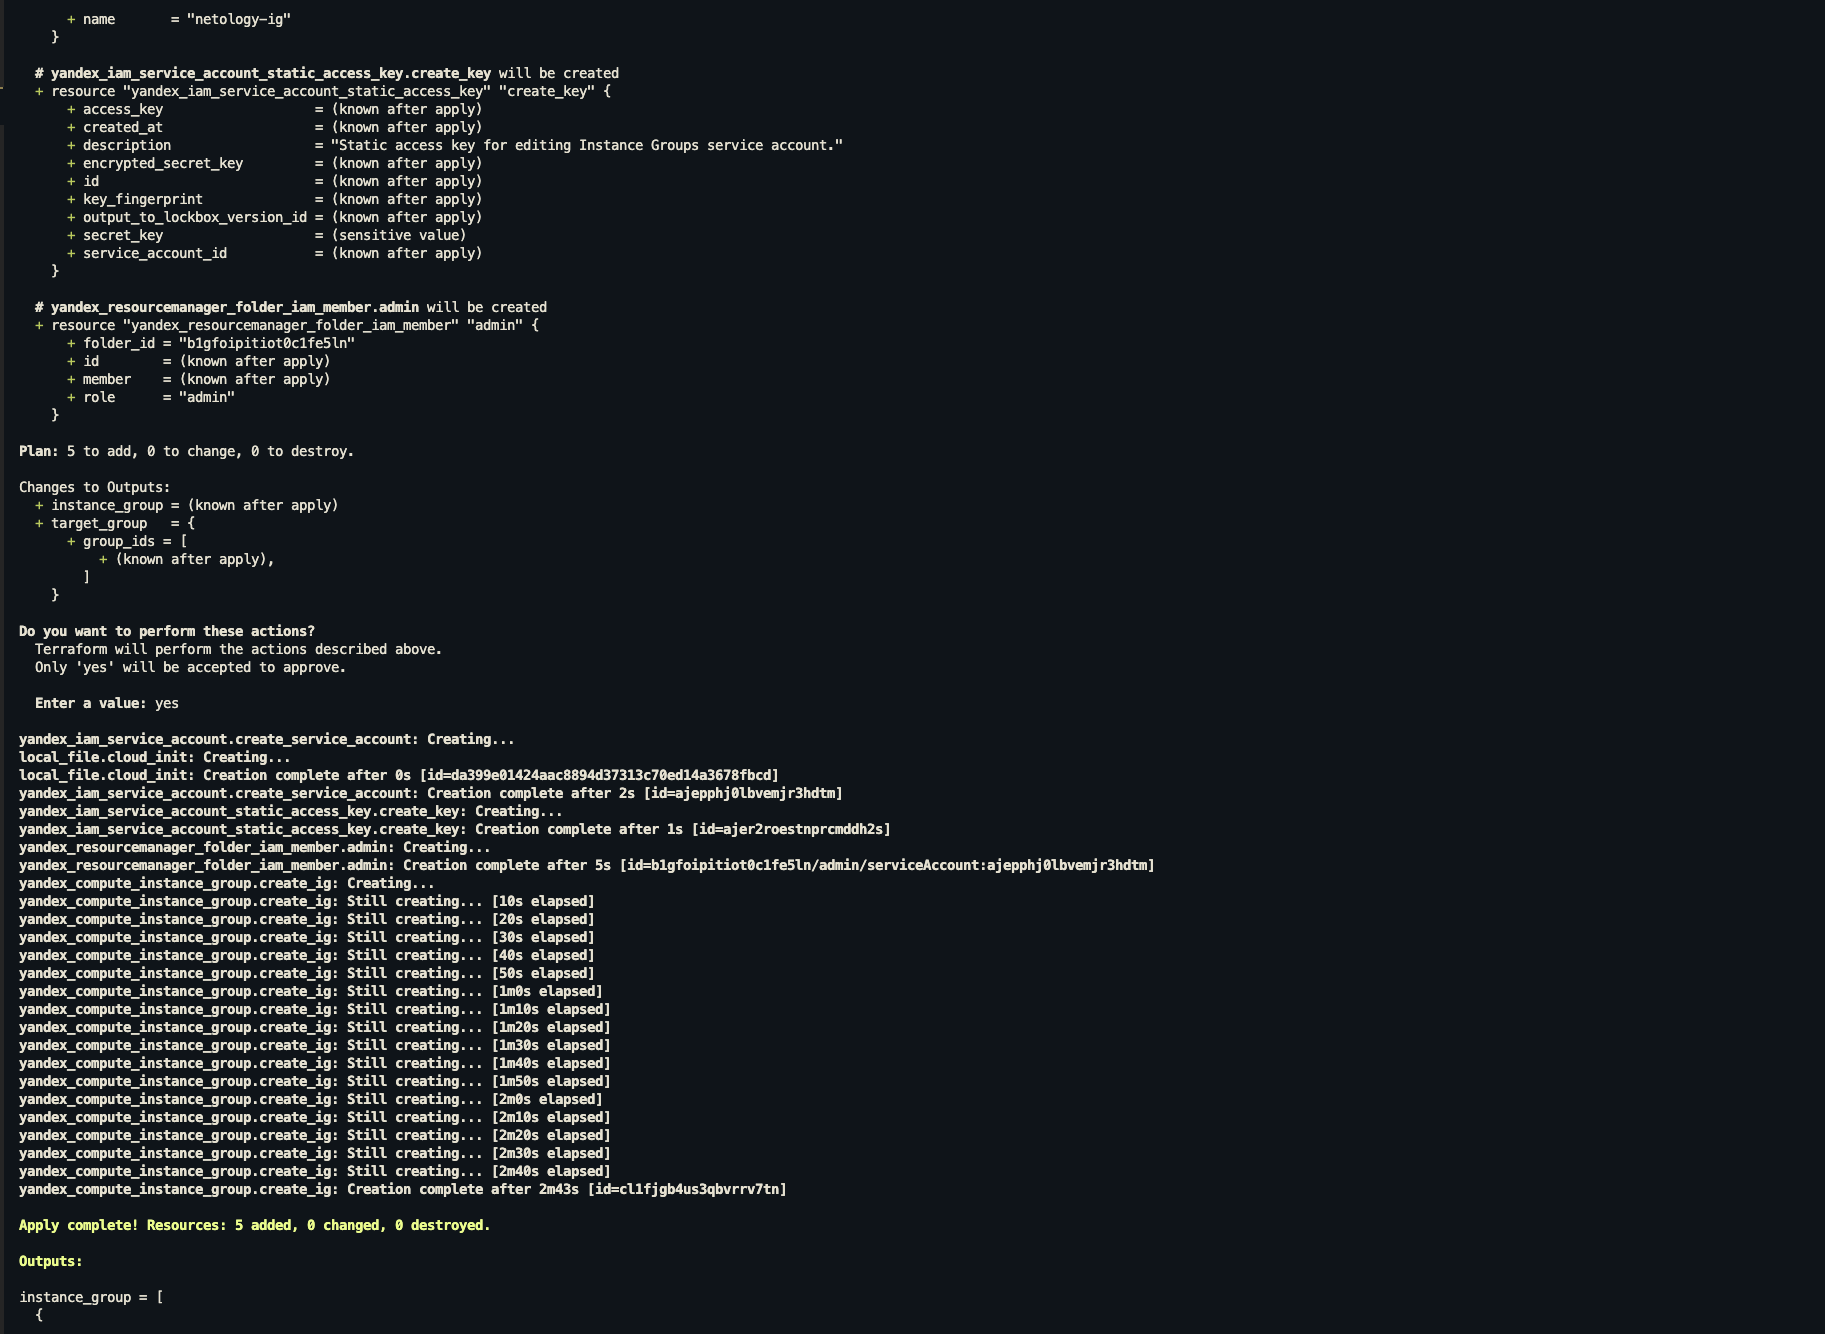 + name       = "netology-ig"
    }

  # yandex_iam_service_account_static_access_key.create_key will be created
  + resource "yandex_iam_service_account_static_access_key" "create_key" {
      + access_key                   = (known after apply)
      + created_at                   = (known after apply)
      + description                  = "Static access key for editing Instance Groups service account."
      + encrypted_secret_key         = (known after apply)
      + id                           = (known after apply)
      + key_fingerprint              = (known after apply)
      + output_to_lockbox_version_id = (known after apply)
      + secret_key                   = (sensitive value)
      + service_account_id           = (known after apply)
    }

  # yandex_resourcemanager_folder_iam_member.admin will be created
  + resource "yandex_resourcemanager_folder_iam_member" "admin" {
      + folder_id = "b1gfoipitiot0c1fe5ln"
      + id        = (known after apply)
      + member    = (known after apply)
      + role      = "admin"
    }

Plan: 5 to add, 0 to change, 0 to destroy.

Changes to Outputs:
  + instance_group = (known after apply)
  + target_group   = {
      + group_ids = [
          + (known after apply),
        ]
    }

Do you want to perform these actions?
  Terraform will perform the actions described above.
  Only 'yes' will be accepted to approve.

  Enter a value: yes

yandex_iam_service_account.create_service_account: Creating...
local_file.cloud_init: Creating...
local_file.cloud_init: Creation complete after 0s [id=da399e01424aac8894d37313c70ed14a3678fbcd]
yandex_iam_service_account.create_service_account: Creation complete after 2s [id=ajepphj0lbvemjr3hdtm]
yandex_iam_service_account_static_access_key.create_key: Creating...
yandex_iam_service_account_static_access_key.create_key: Creation complete after 1s [id=ajer2roestnprcmddh2s]
yandex_resourcemanager_folder_iam_member.admin: Creating...
yandex_resourcemanager_folder_iam_member.admin: Creation complete after 5s [id=b1gfoipitiot0c1fe5ln/admin/serviceAccount:ajepphj0lbvemjr3hdtm]
yandex_compute_instance_group.create_ig: Creating...
yandex_compute_instance_group.create_ig: Still creating... [10s elapsed]
yandex_compute_instance_group.create_ig: Still creating... [20s elapsed]
yandex_compute_instance_group.create_ig: Still creating... [30s elapsed]
yandex_compute_instance_group.create_ig: Still creating... [40s elapsed]
yandex_compute_instance_group.create_ig: Still creating... [50s elapsed]
yandex_compute_instance_group.create_ig: Still creating... [1m0s elapsed]
yandex_compute_instance_group.create_ig: Still creating... [1m10s elapsed]
yandex_compute_instance_group.create_ig: Still creating... [1m20s elapsed]
yandex_compute_instance_group.create_ig: Still creating... [1m30s elapsed]
yandex_compute_instance_group.create_ig: Still creating... [1m40s elapsed]
yandex_compute_instance_group.create_ig: Still creating... [1m50s elapsed]
yandex_compute_instance_group.create_ig: Still creating... [2m0s elapsed]
yandex_compute_instance_group.create_ig: Still creating... [2m10s elapsed]
yandex_compute_instance_group.create_ig: Still creating... [2m20s elapsed]
yandex_compute_instance_group.create_ig: Still creating... [2m30s elapsed]
yandex_compute_instance_group.create_ig: Still creating... [2m40s elapsed]
yandex_compute_instance_group.create_ig: Creation complete after 2m43s [id=cl1fjgb4us3qbvrrv7tn]

Apply complete! Resources: 5 added, 0 changed, 0 destroyed.

Outputs:

instance_group = [
  {